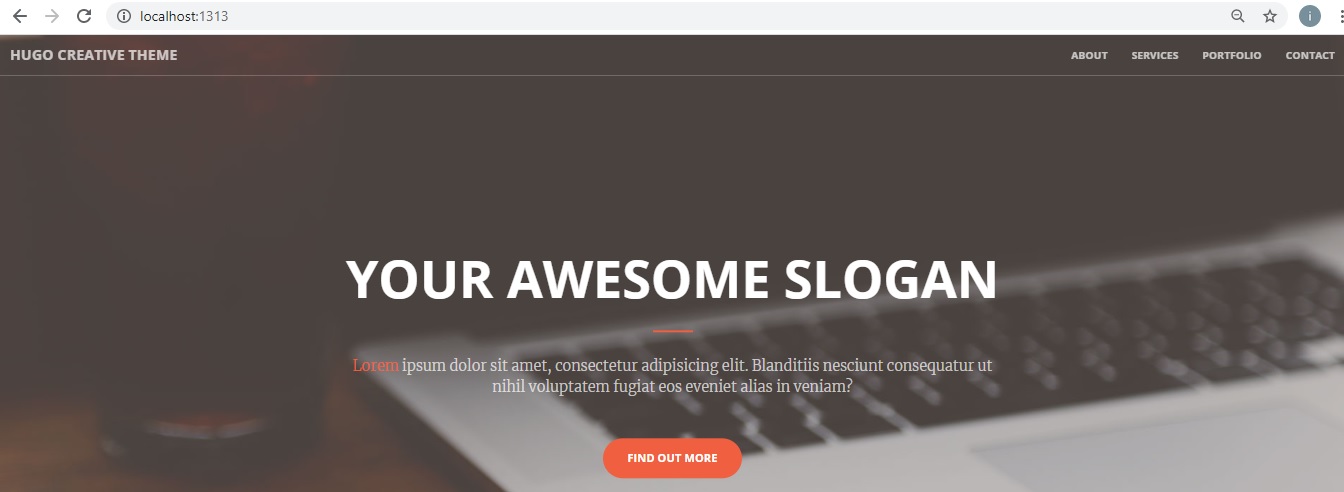 localhost:1313
i
HUGO CREATIVE THEME
ABOUT SERVICES PORTFOLIO CONTACT
YOUR AWESOME SLOGAN
Lorem ipsum dolor sit amet, consectetur adipisicing elit. Blanditiis nesciunt consequatur ut
nihil voluptatem fugiat eos eveniet alias in veniam?
FIND OUT MORE